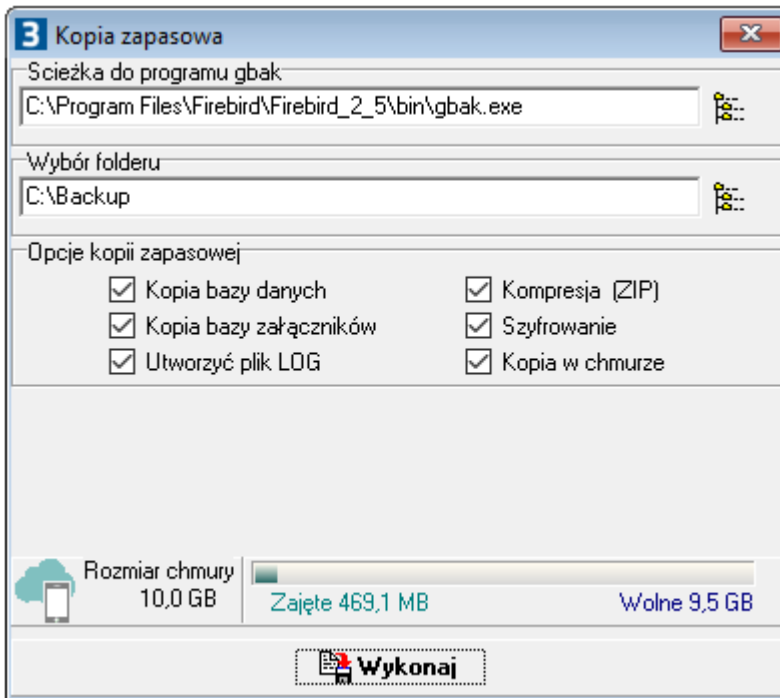 3 Kopia zapasowa
Scieżka do programu gbak
C:\Program Files\Firebird\Firebird_2_5\bin\gbak.exe
Wybór folderu
C:\Backup
Opcje kopii zapasowej
Kopia bazy danych
Kompresja (ZIP)
Kopia bazy załączników
Szyfrowanie
Utworzyć plik LOG
Kopia w chmurze
Rozmiar chmury
10,0 GB
Zajęte 469,1 MB
Wolne 9,5 GB
Wykonaj